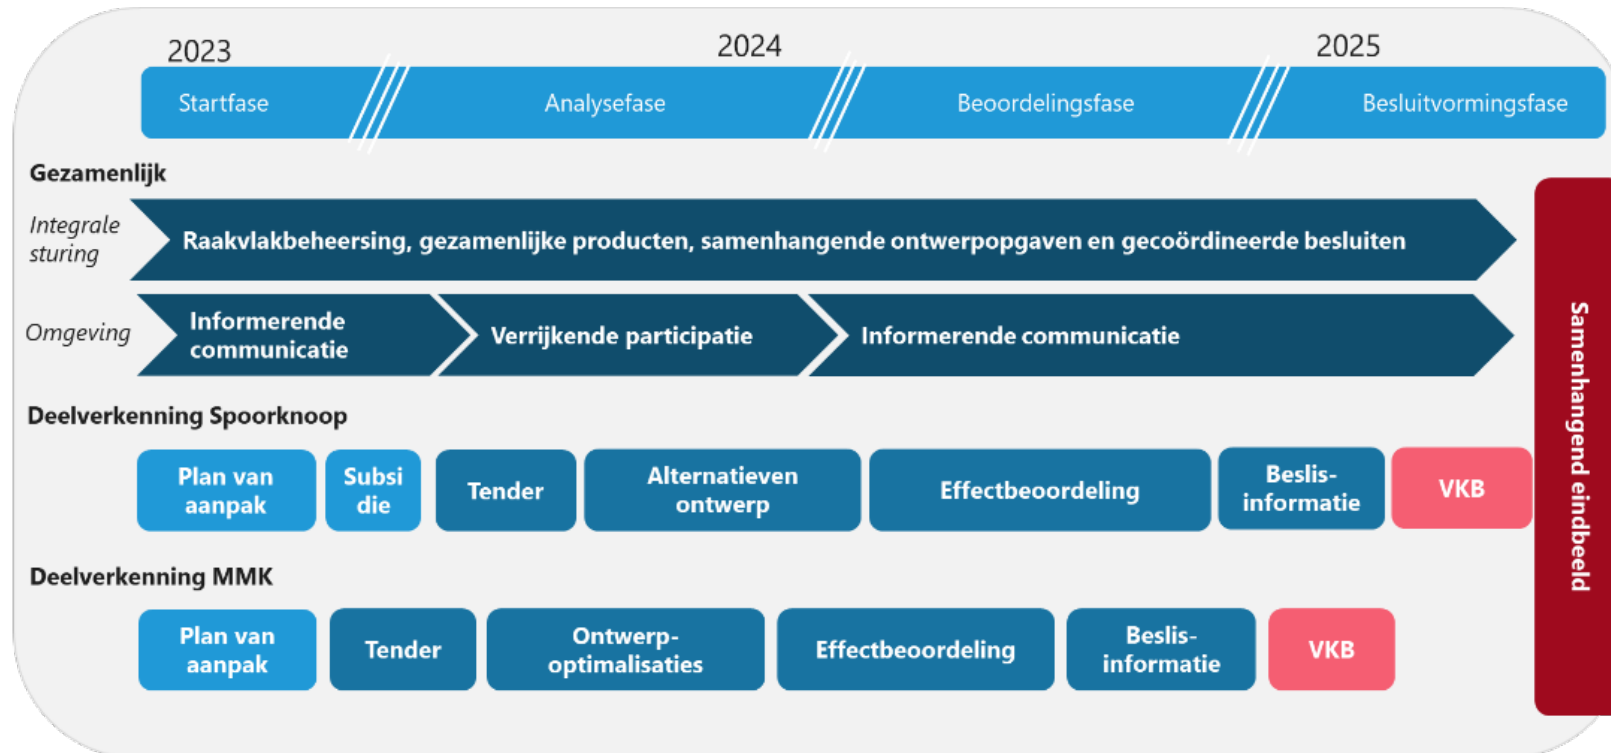 2023
2024
2025
Startfase
Analysefase
Beoordelingsfase
Besluitvormingsfase
Gezamenlijk
Integrale
sturing
Raakvlakbeheersing, gezamenlijke producten, samenhangende ontwerpopgaven en gecoördineerde besluiten
Omgeving
Informerende
communicatie
Verrijkende participatie
Informerende communicatie
Deelverkenning Spoorknoop
Plan van
aanpak
Subsi
die
Tender
Alternatieven
ontwerp
Effectbeoordeling
Beslis-
informatie
VKB
Deelverkenning MMK
Plan van
aanpak
Tender
Ontwerp-
optimalisaties
Effectbeoordeling
Beslis-
informatie
VKB
Samenhangend eindbeeld